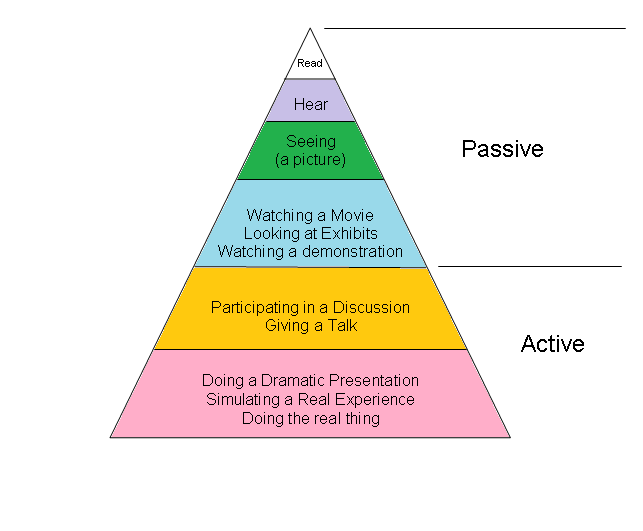 Read
Hear
Seeing
(a picture)
Passive
Watching a Movie
Looking at Exhibits
Watching a demonstration
Participating in a Discussion
Giving a Talk
Active
Doing a Dramatic Presentation
Simulating a Real Experience
Doing the real thing